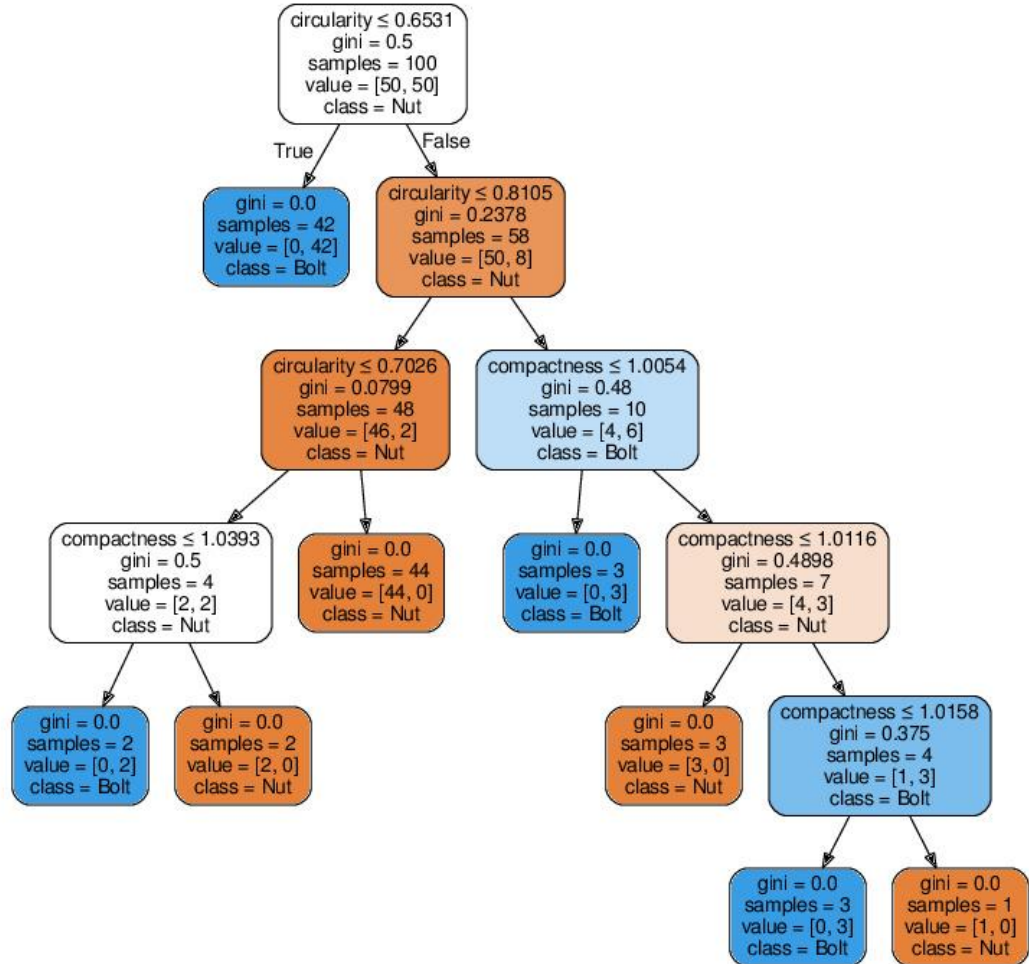 circularity ≤ 0.6531
gini = 0.5
samples = 100
value = [50, 50]
class = Nut
True
False
gini = 0.0
samples = 42
value = [0, 42]
class = Bolt
circularity ≤ 0.8105
gini = 0.2378
samples = 58
value = [50, 8]
class = Nut
circularity ≤ 0.7026
gini = 0.0799
samples = 48
value = [46, 2]
class = Nut
compactness ≤ 1.0054
gini = 0.48
samples = 10
value = [4, 6]
class = Bolt
compactness ≤ 1.0393
gini = 0.5
samples = 4
value = [2, 2]
class = Nut
gini = 0.0
samples = 44
value = [44, 0]
class = Nut
gini = 0.0
samples = 3
value = [0, 3]
class = Bolt
compactness ≤ 1.0116
gini = 0.4898
samples = 7
value = [4, 3]
class = Nut
gini = 0.0
samples = 2
value = [0, 2]
class = Bolt
gini = 0.0
samples = 2
value = [2, 0]
class = Nut
gini = 0.0
samples = 3
value = [3, 0]
class = Nut
compactness ≤ 1.0158
gini = 0.375
samples = 4
value = [1, 3]
class = Bolt
gini = 0.0
samples = 3
value = [0, 3]
class = Bolt
gini = 0.0
samples = 1
value = [1, 0]
class = Nut